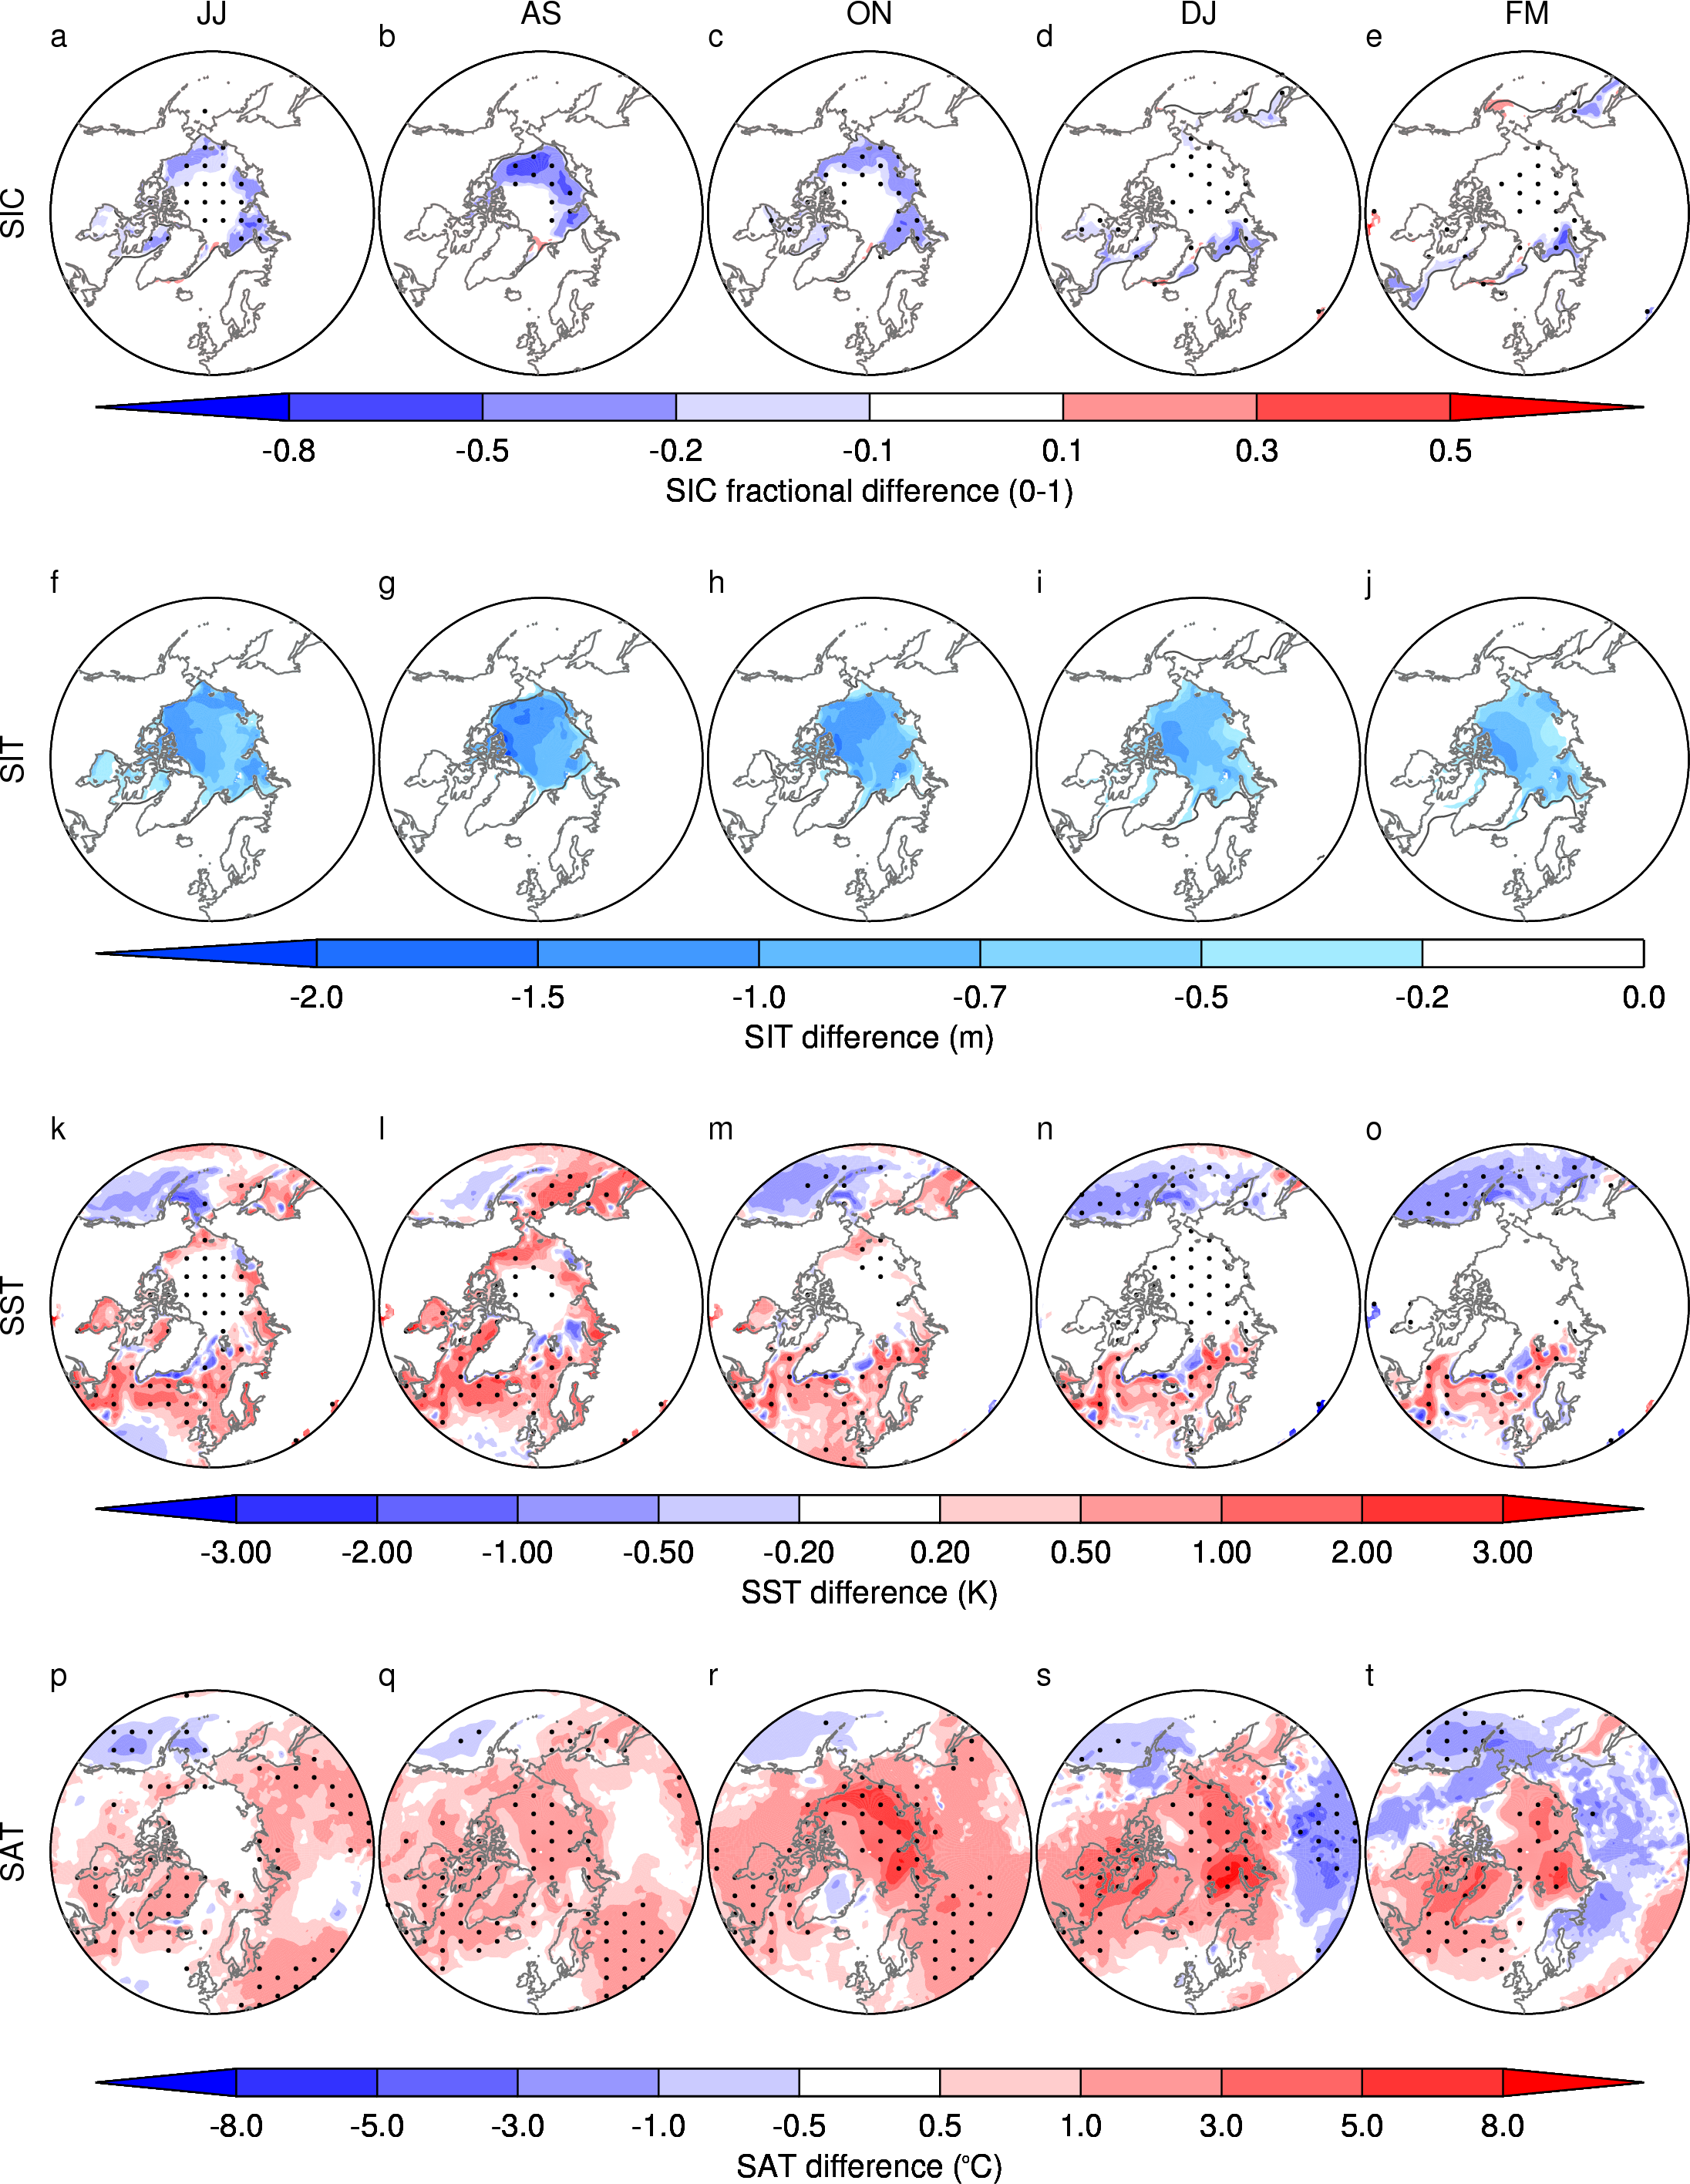 JJ AS ON DJ FM
a b c d e
SIC
-0.8 -0.5 -0.2 -0.1 0.1 0.3 0.5
SIC fractional difference (0-1)
f g h i j
SIT
-2.0 -1.5 -1.0 -0.7 -0.5 -0.2 0.0
SIT difference (m)
k l m n o
SST
-3.00 -2.00 -1.00 -0.50 -0.20 0.20 0.50 1.00 2.00 3.00
SST difference (K)
p q r s t
SAT
-8.0 -5.0 -3.0 -1.0 -0.5 0.5 1.0 3.0 5.0 8.0
SAT difference (°C)